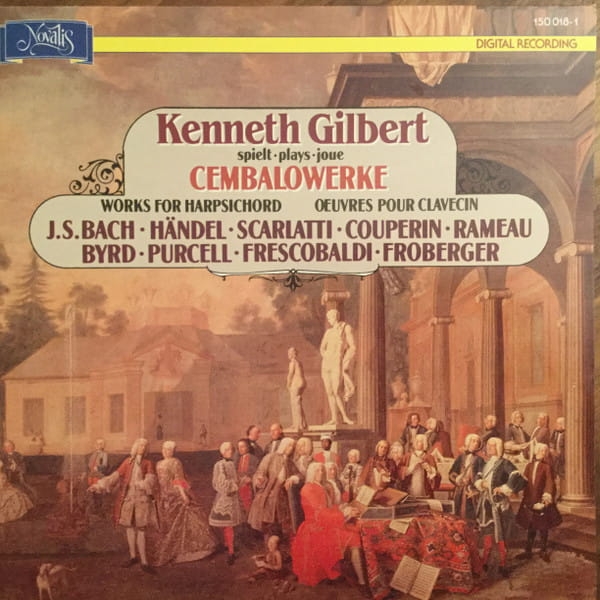 Novalis
150 018-1
DIGITAL RECORDING
Kenneth Gilbert
spielt·plays·joue
CEMBALOWERKE
WORKS FOR HARPSICHORD OEUVRES POUR CLAVECIN
J.S.BACH·HÄNDEL·SCARLATTI·COUPERIN·RAMEAU
BYRD·PURCELL·FRESCOBALDI·FROBERGER